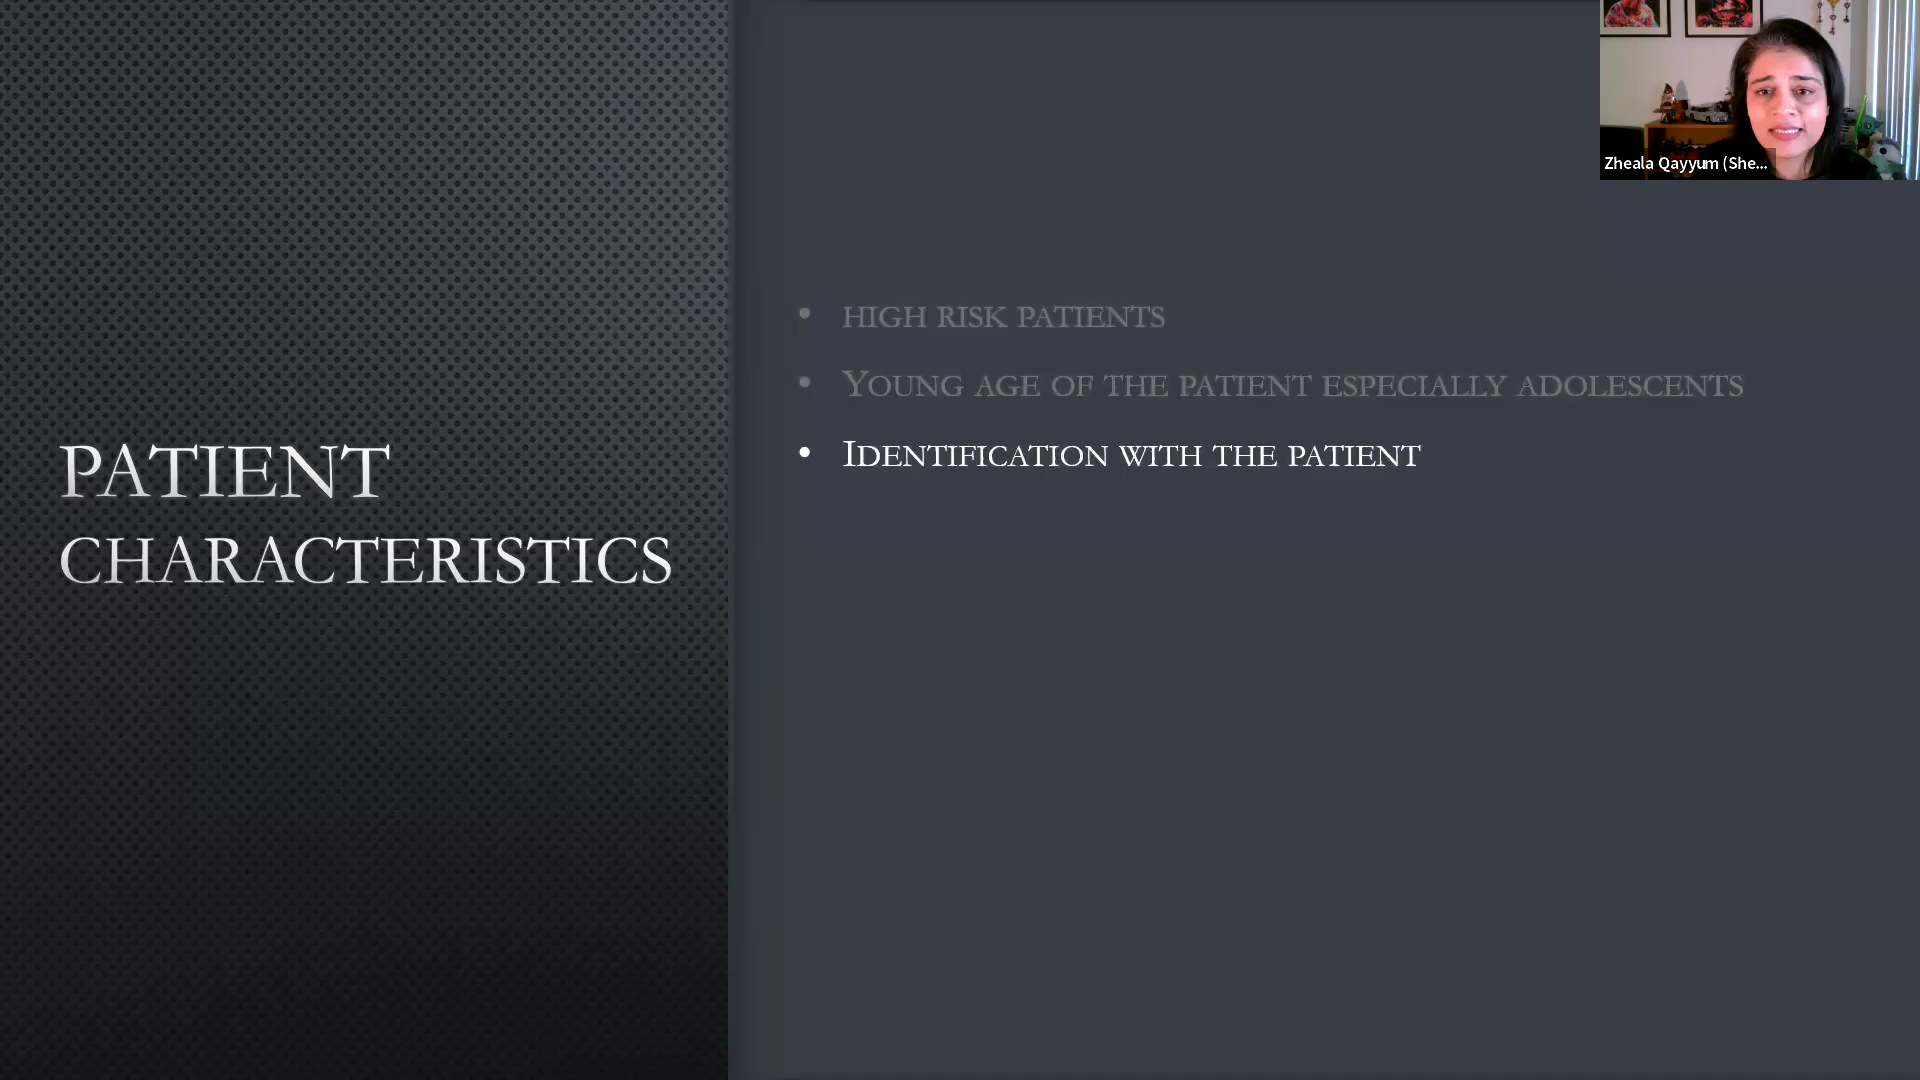 PATIENT
CHARACTERISTICS
• HIGH RISK PATIENTS
• YOUNG AGE OF THE PATIENT ESPECIALLY ADOLESCENTS
• IDENTIFICATION WITH THE PATIENT
Zheala Qayyum (She...